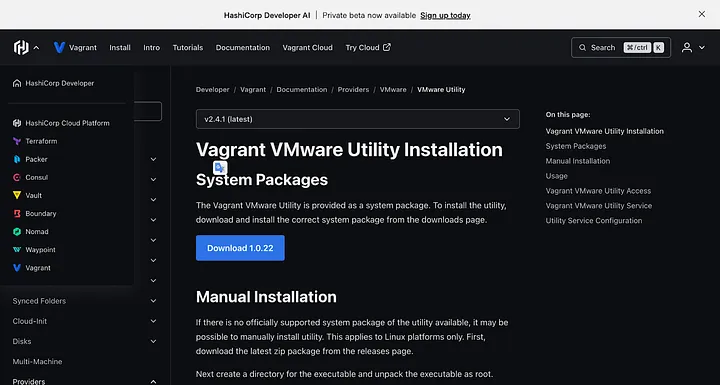 HashiCorp Developer AI | Private beta now available Sign up today
Vagrant Install Intro Tutorials Documentation Vagrant Cloud Try Cloud Search ⌘/ctrl K
HashiCorp Developer
HashiCorp Cloud Platform
Terraform
Packer
Consul
Vault
Boundary
Nomad
Waypoint
Vagrant
Synced Folders
Cloud-Init
Disks
Multi-Machine
Providers
Developer / Vagrant / Documentation / Providers / VMware / VMware Utility
v2.4.1 (latest)
Vagrant VMware Utility Installation
System Packages
The Vagrant VMware Utility is provided as a system package. To install the utility,
download and install the correct system package from the downloads page.
Download 1.0.22
Manual Installation
If there is no officially supported system package of the utility available, it may be
possible to manually install utility. This applies to Linux platforms only. First,
download the latest zip package from the releases page.
Next create a directory for the executable and unpack the executable as root.
On this page:
Vagrant VMware Utility Installation
System Packages
Manual Installation
Usage
Vagrant VMware Utility Access
Vagrant VMware Utility Service
Utility Service Configuration